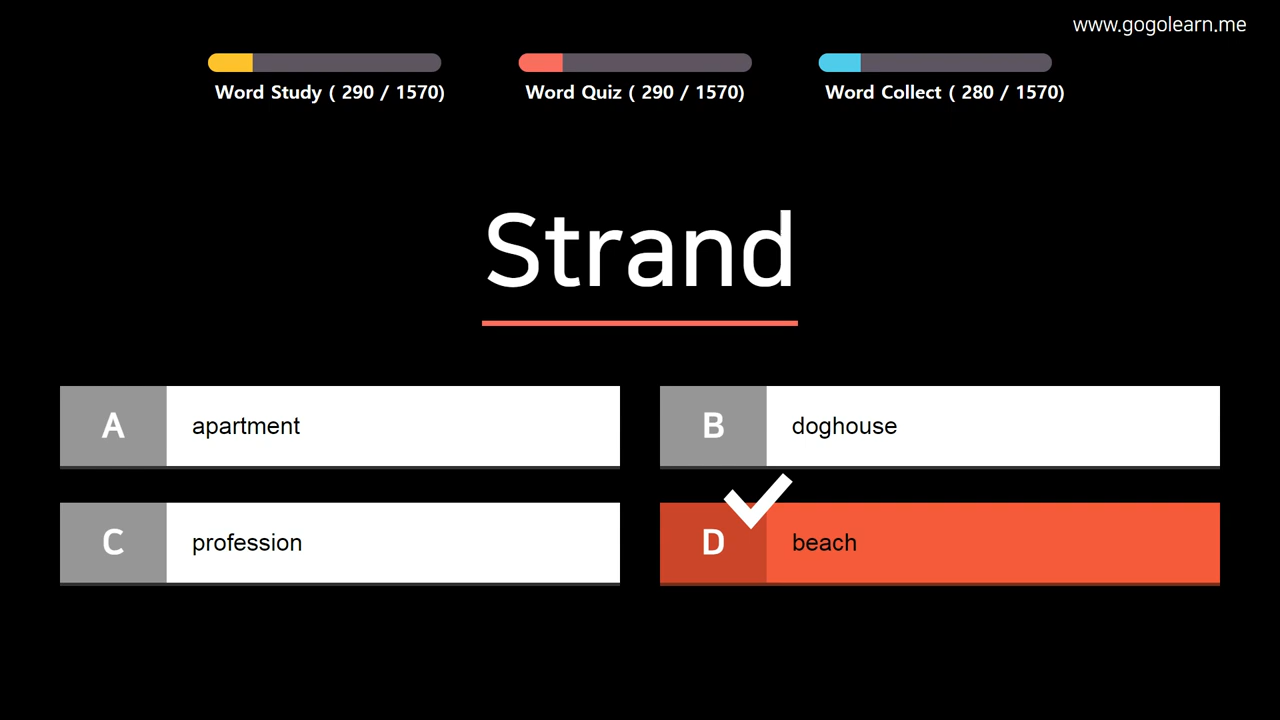 www.gogolearn.me
Word Study ( 290 / 1570)
Word Quiz ( 290 / 1570)
Word Collect ( 280 / 1570)
Strand
A apartment
B doghouse
C profession
D beach